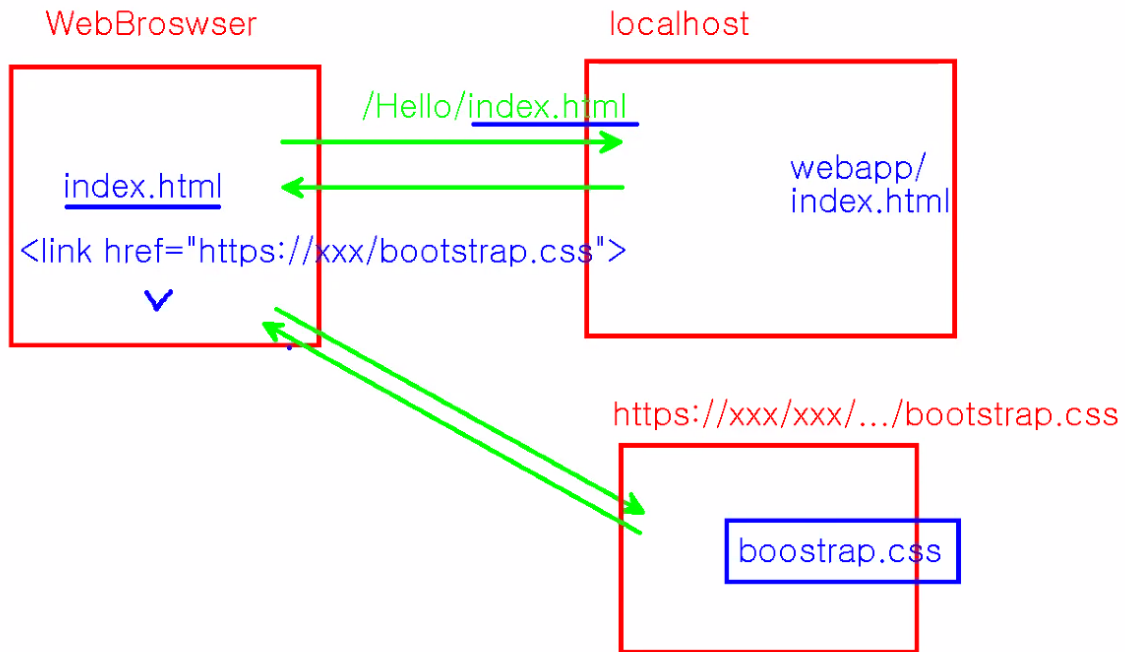 WebBroswser
localhost
/Hello/index.html
index.html
webapp/
index.html
<link href="https://xxx/bootstrap.css">
https://xxx/xxx/.../bootstrap.css
boostrap.css